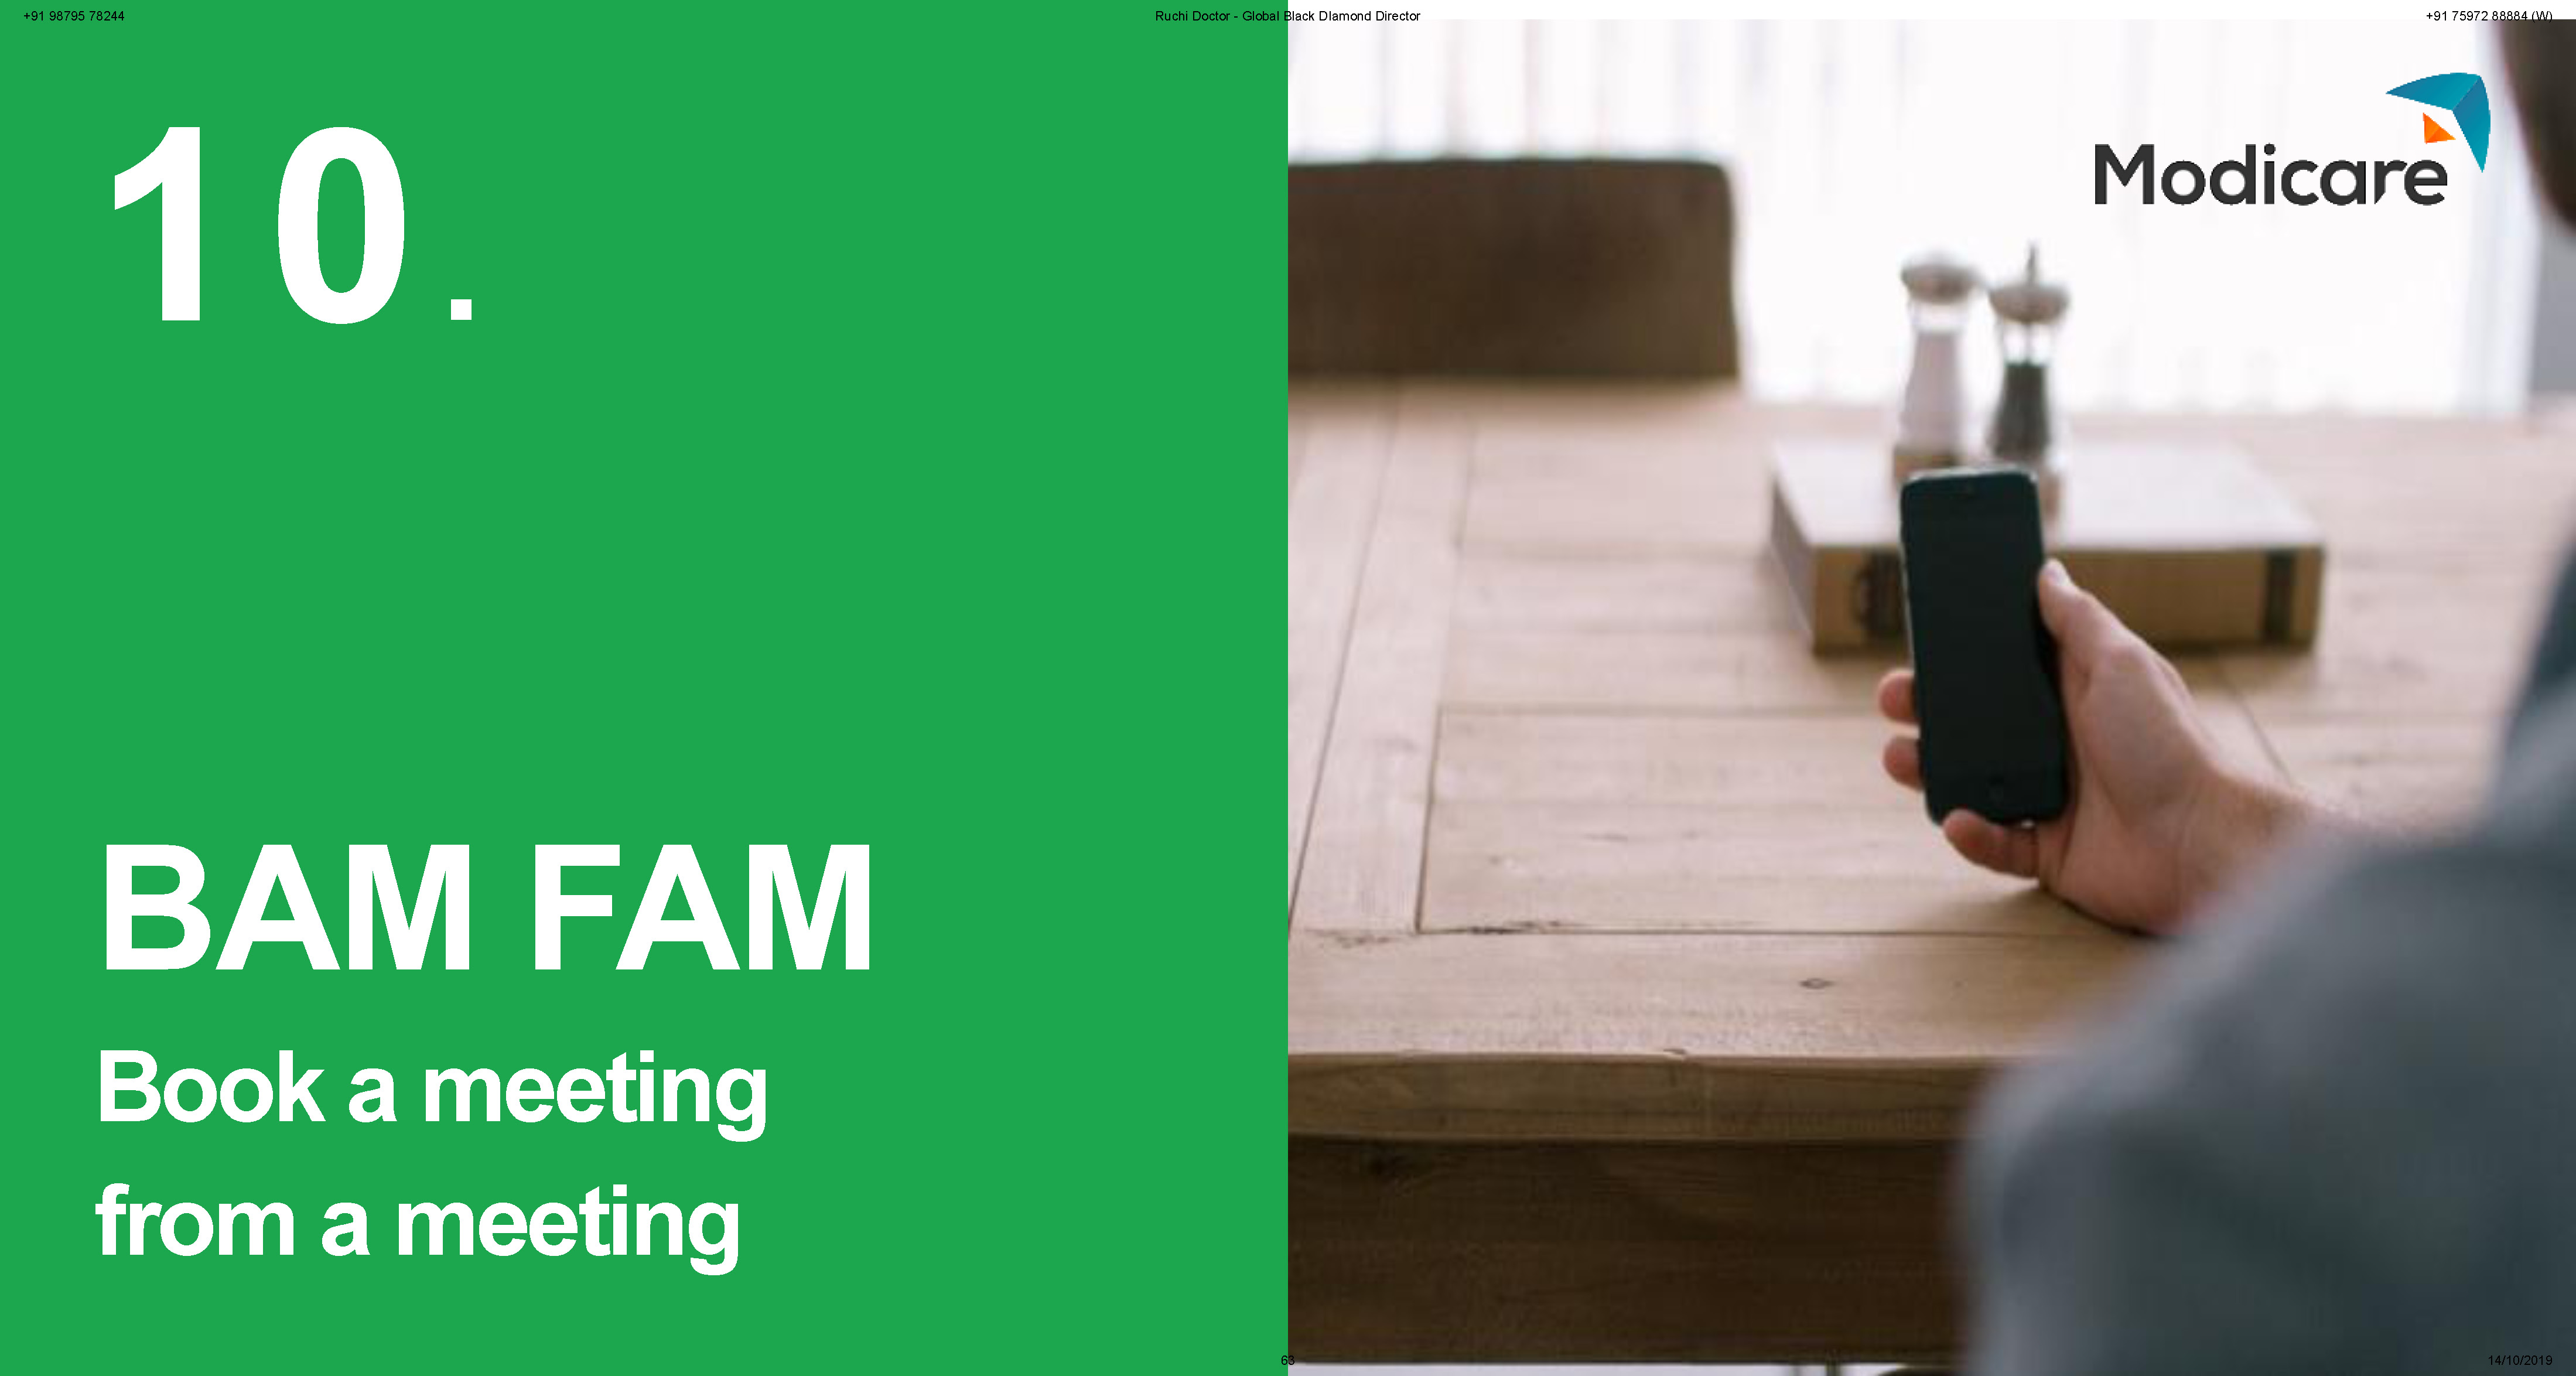 +91 98795 78244
Ruchi Doctor - Global Black DIamond Director
+91 75972 88884 (W)
10.
Modicare
BAM FAM
Book a meeting
from a meeting
63
14/10/2019